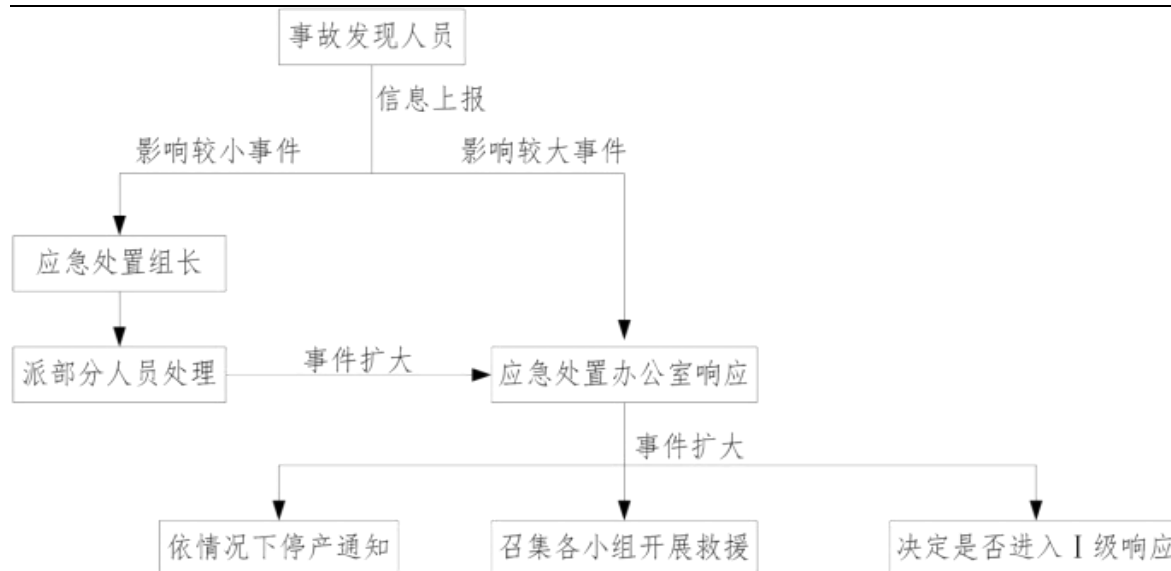 事故发现人员
信息上报
影响较小事件
影响较大事件
应急处置组长
派部分人员处理
事件扩大
应急处置办公室响应
事件扩大
依情况下停产通知
召集各小组开展救援
决定是否进入Ⅰ级响应